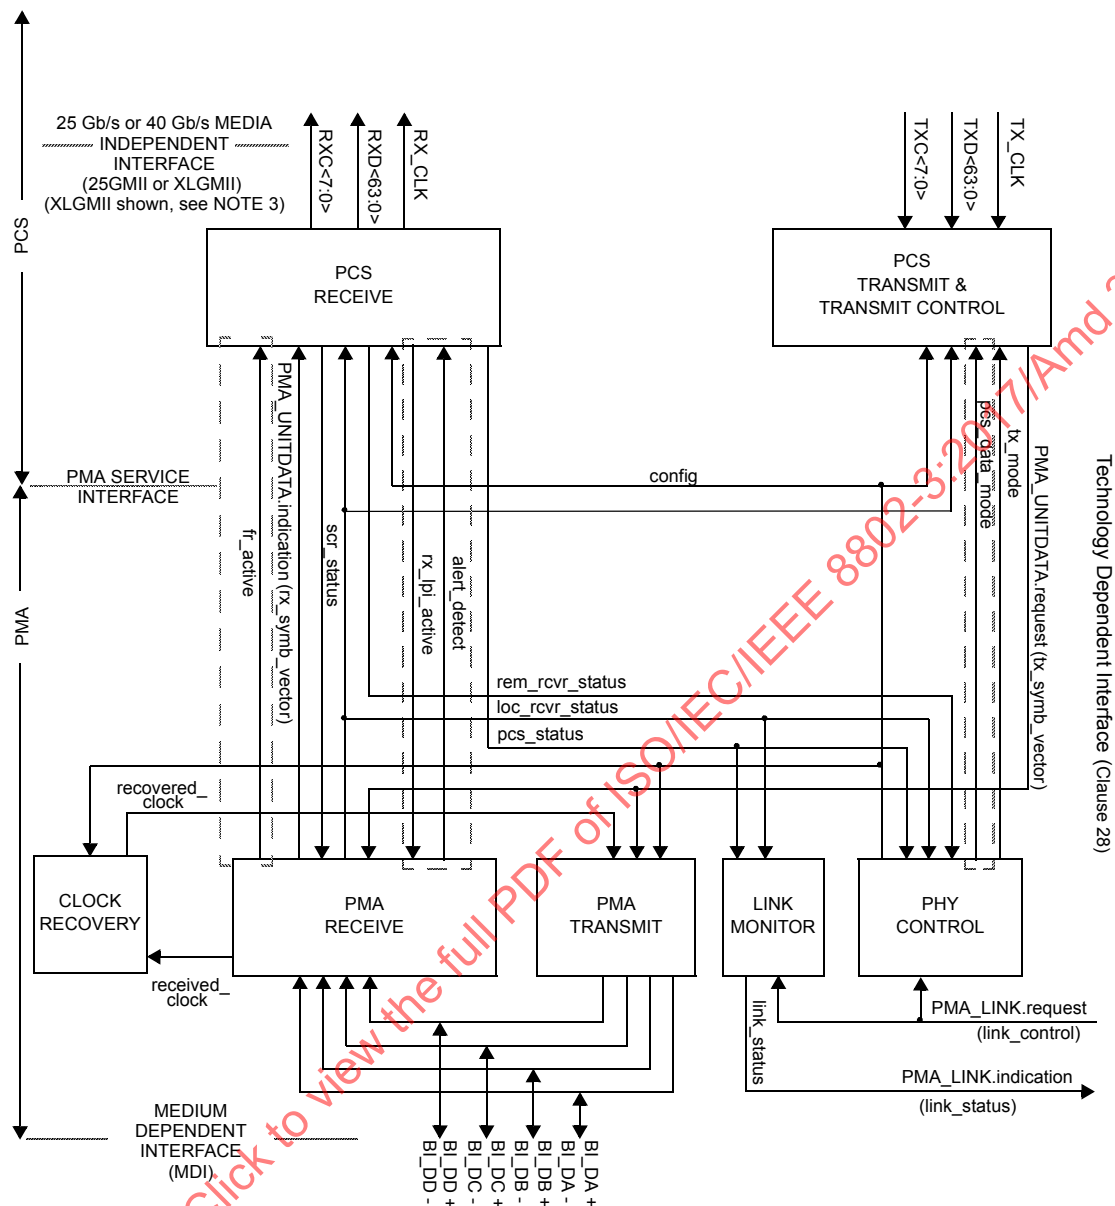 25 Gb/s or 40 Gb/s MEDIA
INDEPENDENT
INTERFACE
(25GMII or XLGMII)
(XLGMII shown, see NOTE 3)
RXC<7:0>
RXD<63:0>
RX_CLK
TXC<7:0>
TXD<63:0>
TX_CLK
PCS
PCS
RECEIVE
PCS
TRANSMIT &
TRANSMIT CONTROL
PMA SERVICE
INTERFACE
PMA
fr_active
PMA_UNITDATA.indication (rx_symb_vector)
scr_status
rx_lpi_active
alert_detect
config
pcs_data_mode
tx_mode
PMA_UNITDATA.request (tx_symb_vector)
Technology Dependent Interface (Clause 28)
rem_rcvr_status
loc_rcvr_status
pcs_status
recovered_
clock
CLOCK
RECOVERY
PMA
RECEIVE
PMA
TRANSMIT
LINK
MONITOR
PHY
CONTROL
received_
clock
link_status
PMA_LINK.request
(link_control)
PMA_LINK.indication
(link_status)
MEDIUM
DEPENDENT
INTERFACE
(MDI)
BI_DD -
BI_DD +
BI_DC -
BI_DC +
BI_DB -
BI_DB +
BI_DA -
BI_DA +
Click to view the full PDF of ISO/IEC/IEEE 8802-3:2017/Amd